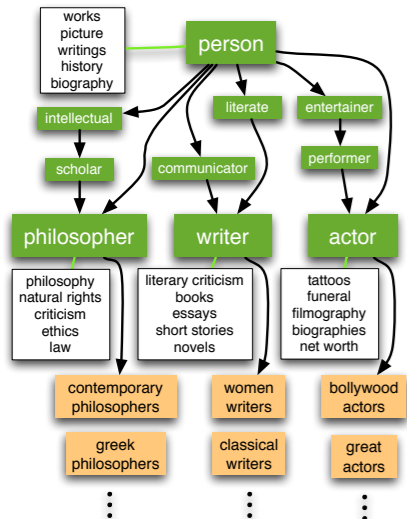 works
picture
writings
history
biography
person
intellectual
literate
entertainer
scholar
communicator
performer
philosopher
writer
actor
philosophy
natural rights
criticism
ethics
law
literary criticism
books
essays
short stories
novels
tattoos
funeral
filmography
biographies
net worth
contemporary
philosophers
women
writers
bollywood
actors
greek
philosophers
classical
writers
great
actors